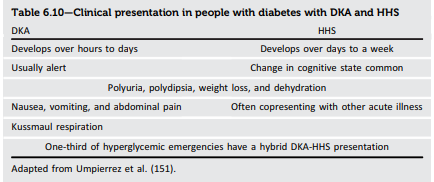 Table 6.10—Clinical presentation in people with diabetes with DKA and HHS
DKA HHS
Develops over hours to days Develops over days to a week
Usually alert Change in cognitive state common
Polyuria, polydipsia, weight loss, and dehydration
Nausea, vomiting, and abdominal pain Often copresenting with other acute illness
Kussmaul respiration
One-third of hyperglycemic emergencies have a hybrid DKA-HHS presentation
Adapted from Umpierrez et al. (151).